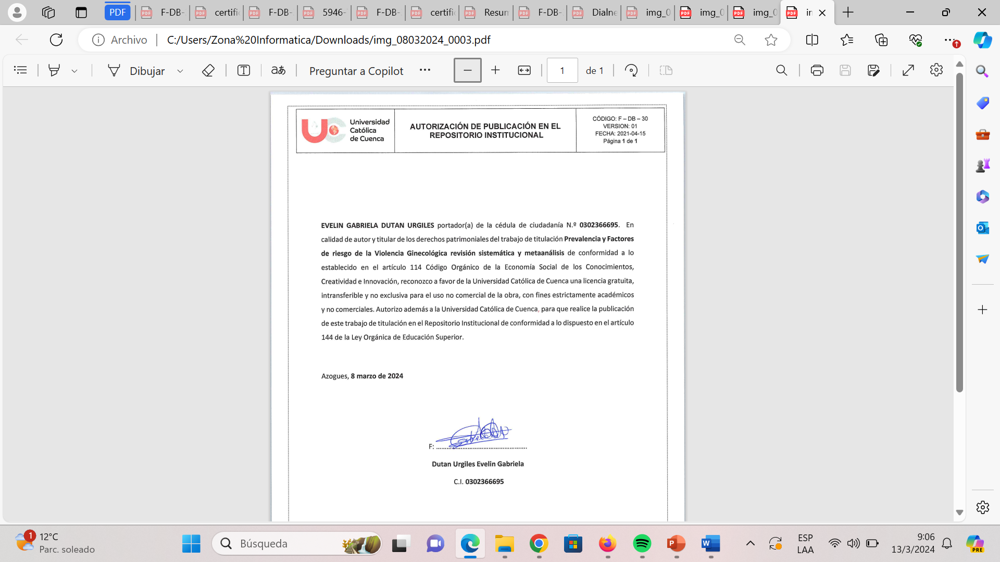 PDF
F-DB-
certifi
F-DB-
5946-
F-DB-
certifi
Resum
F-DB-
Dialne
img_0
img_0
img_0
in
Archivo
C:/Users/Zona%20Informatica/Downloads/img_08032024_0003.pdf
Dibujar
aあ
Preguntar a Copilot
1
de 1
Universidad
Católica
de Cuenca
AUTORIZACIÓN DE PUBLICACIÓN EN EL
REPOSITORIO INSTITUCIONAL
CÓDIGO: F – DB – 30
VERSION: 01
FECHA: 2021-04-15
Página 1 de 1
EVELIN GABRIELA DUTAN URGILES portador(a) de la cédula de ciudadanía N.º 0302366695. En
calidad de autor y titular de los derechos patrimoniales del trabajo de titulación Prevalencia y Factores
de riesgo de la Violencia Ginecológica revisión sistemática y metaanálisis de conformidad a lo
establecido en el artículo 114 Código Orgánico de la Economía Social de los Conocimientos,
Creatividad e Innovación, reconozco a favor de la Universidad Católica de Cuenca una licencia gratuita,
intransferible y no exclusiva para el uso no comercial de la obra, con fines estrictamente académicos
y no comerciales. Autorizo además a la Universidad Católica de Cuenca, para que realice la publicación
de este trabajo de titulación en el Repositorio Institucional de conformidad a lo dispuesto en el artículo
144 de la Ley Orgánica de Educación Superior.
Azogues, 8 marzo de 2024
F: ....................................................
Dutan Urgiles Evelin Gabriela
C.I. 0302366695
1
12°C
Parc. soleado
Búsqueda
ESP
LAA
9:06
13/3/2024
PRE